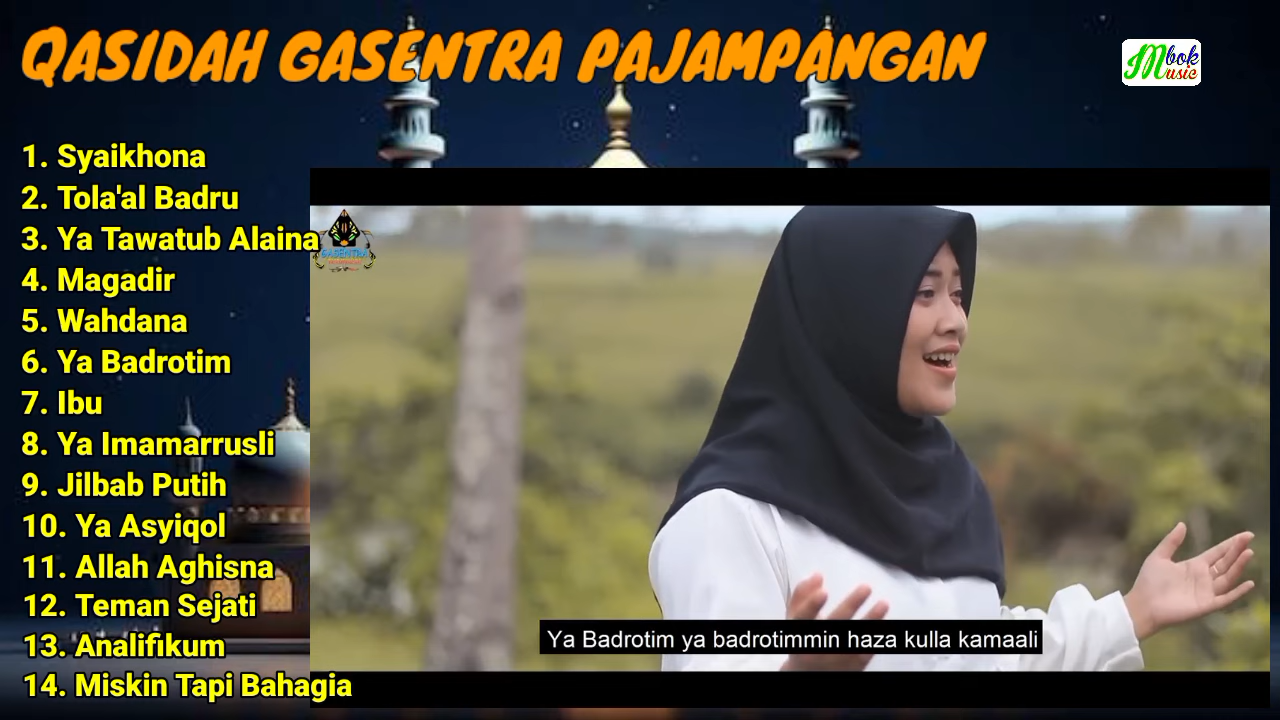 QASIDAH GASENTRA PAJAMPANGAN
Mbok
Music
1. Syaikhona
2. Tola'al Badru
3. Ya Tawatub Alaina
4. Magadir
5. Wahdana
6. Ya Badrotim
7. Ibu
8. Ya Imamarrusli
9. Jilbab Putih
10. Ya Asyiqol
11. Allah Aghisna
12. Teman Sejati
13. Analifikum
14. Miskin Tapi Bahagia
GASENTRA
Ya Badrotim ya badrotimmin haza kulla kamaali